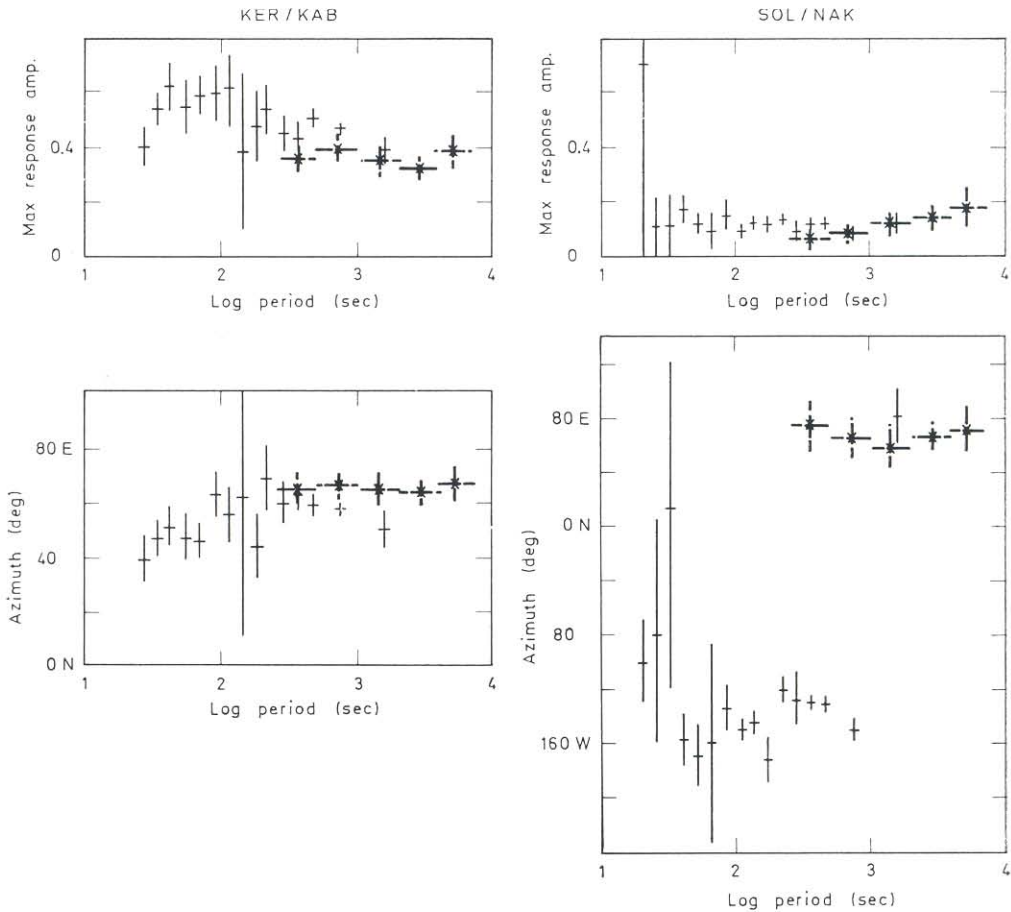 KER / KAB
SOL / NAK
Max response amp.
0.4
0
1
2
3
4
Log period (sec)
Max response amp.
0.4
0
1
2
3
4
Log period (sec)
Azimuth (deg)
80 E
40
0 N
1
2
3
4
Log period (sec)
Azimuth (deg)
80 E
0 N
80
160 W
1
2
3
4
Log period (sec)